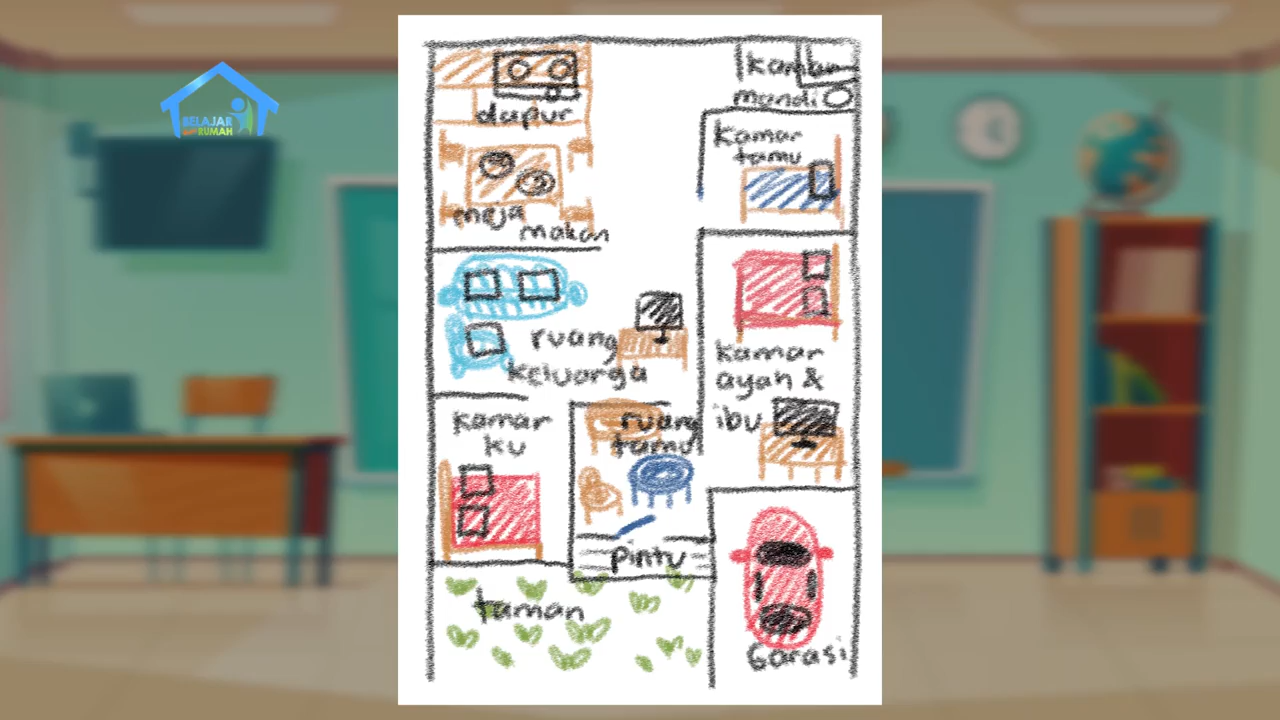 BELAJAR
DARI RUMAH
dapur
kamar
mandi
kamar
tamu
meja
makan
ruang
keluarga
kamar
ayah &
ibu
kamar
ku
ruang
tamu
pintu
taman
Garasi